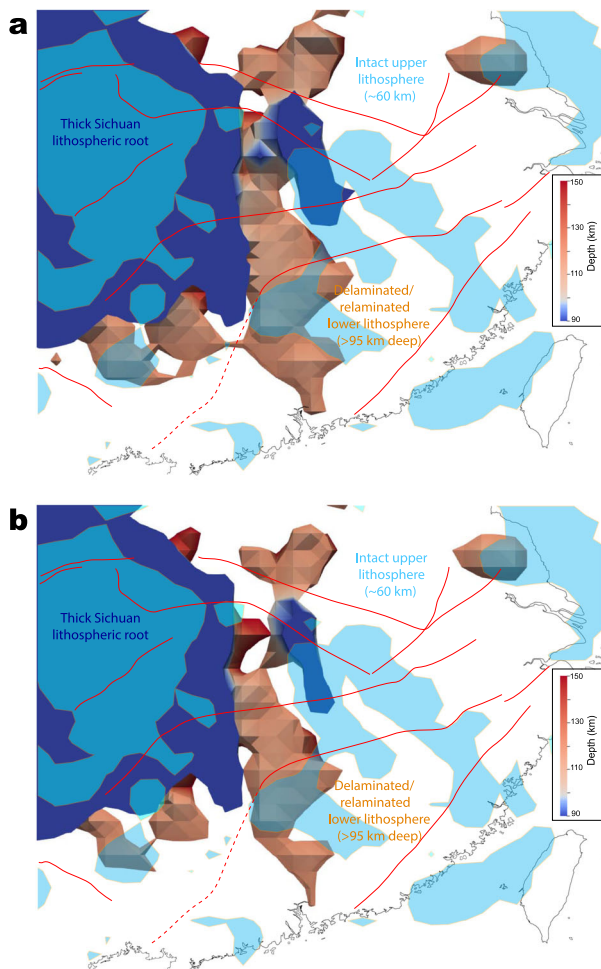 a
Intact upper
lithosphere
(~60 km)
Thick Sichuan
lithospheric root
Delaminated/
relaminated
lower lithosphere
(>95 km deep)
Depth (km)
150
130
110
90
b
Intact upper
lithosphere
(~60 km)
Thick Sichuan
lithospheric root
Delaminated/
relaminated
lower lithosphere
(>95 km deep)
Depth (km)
150
130
110
90